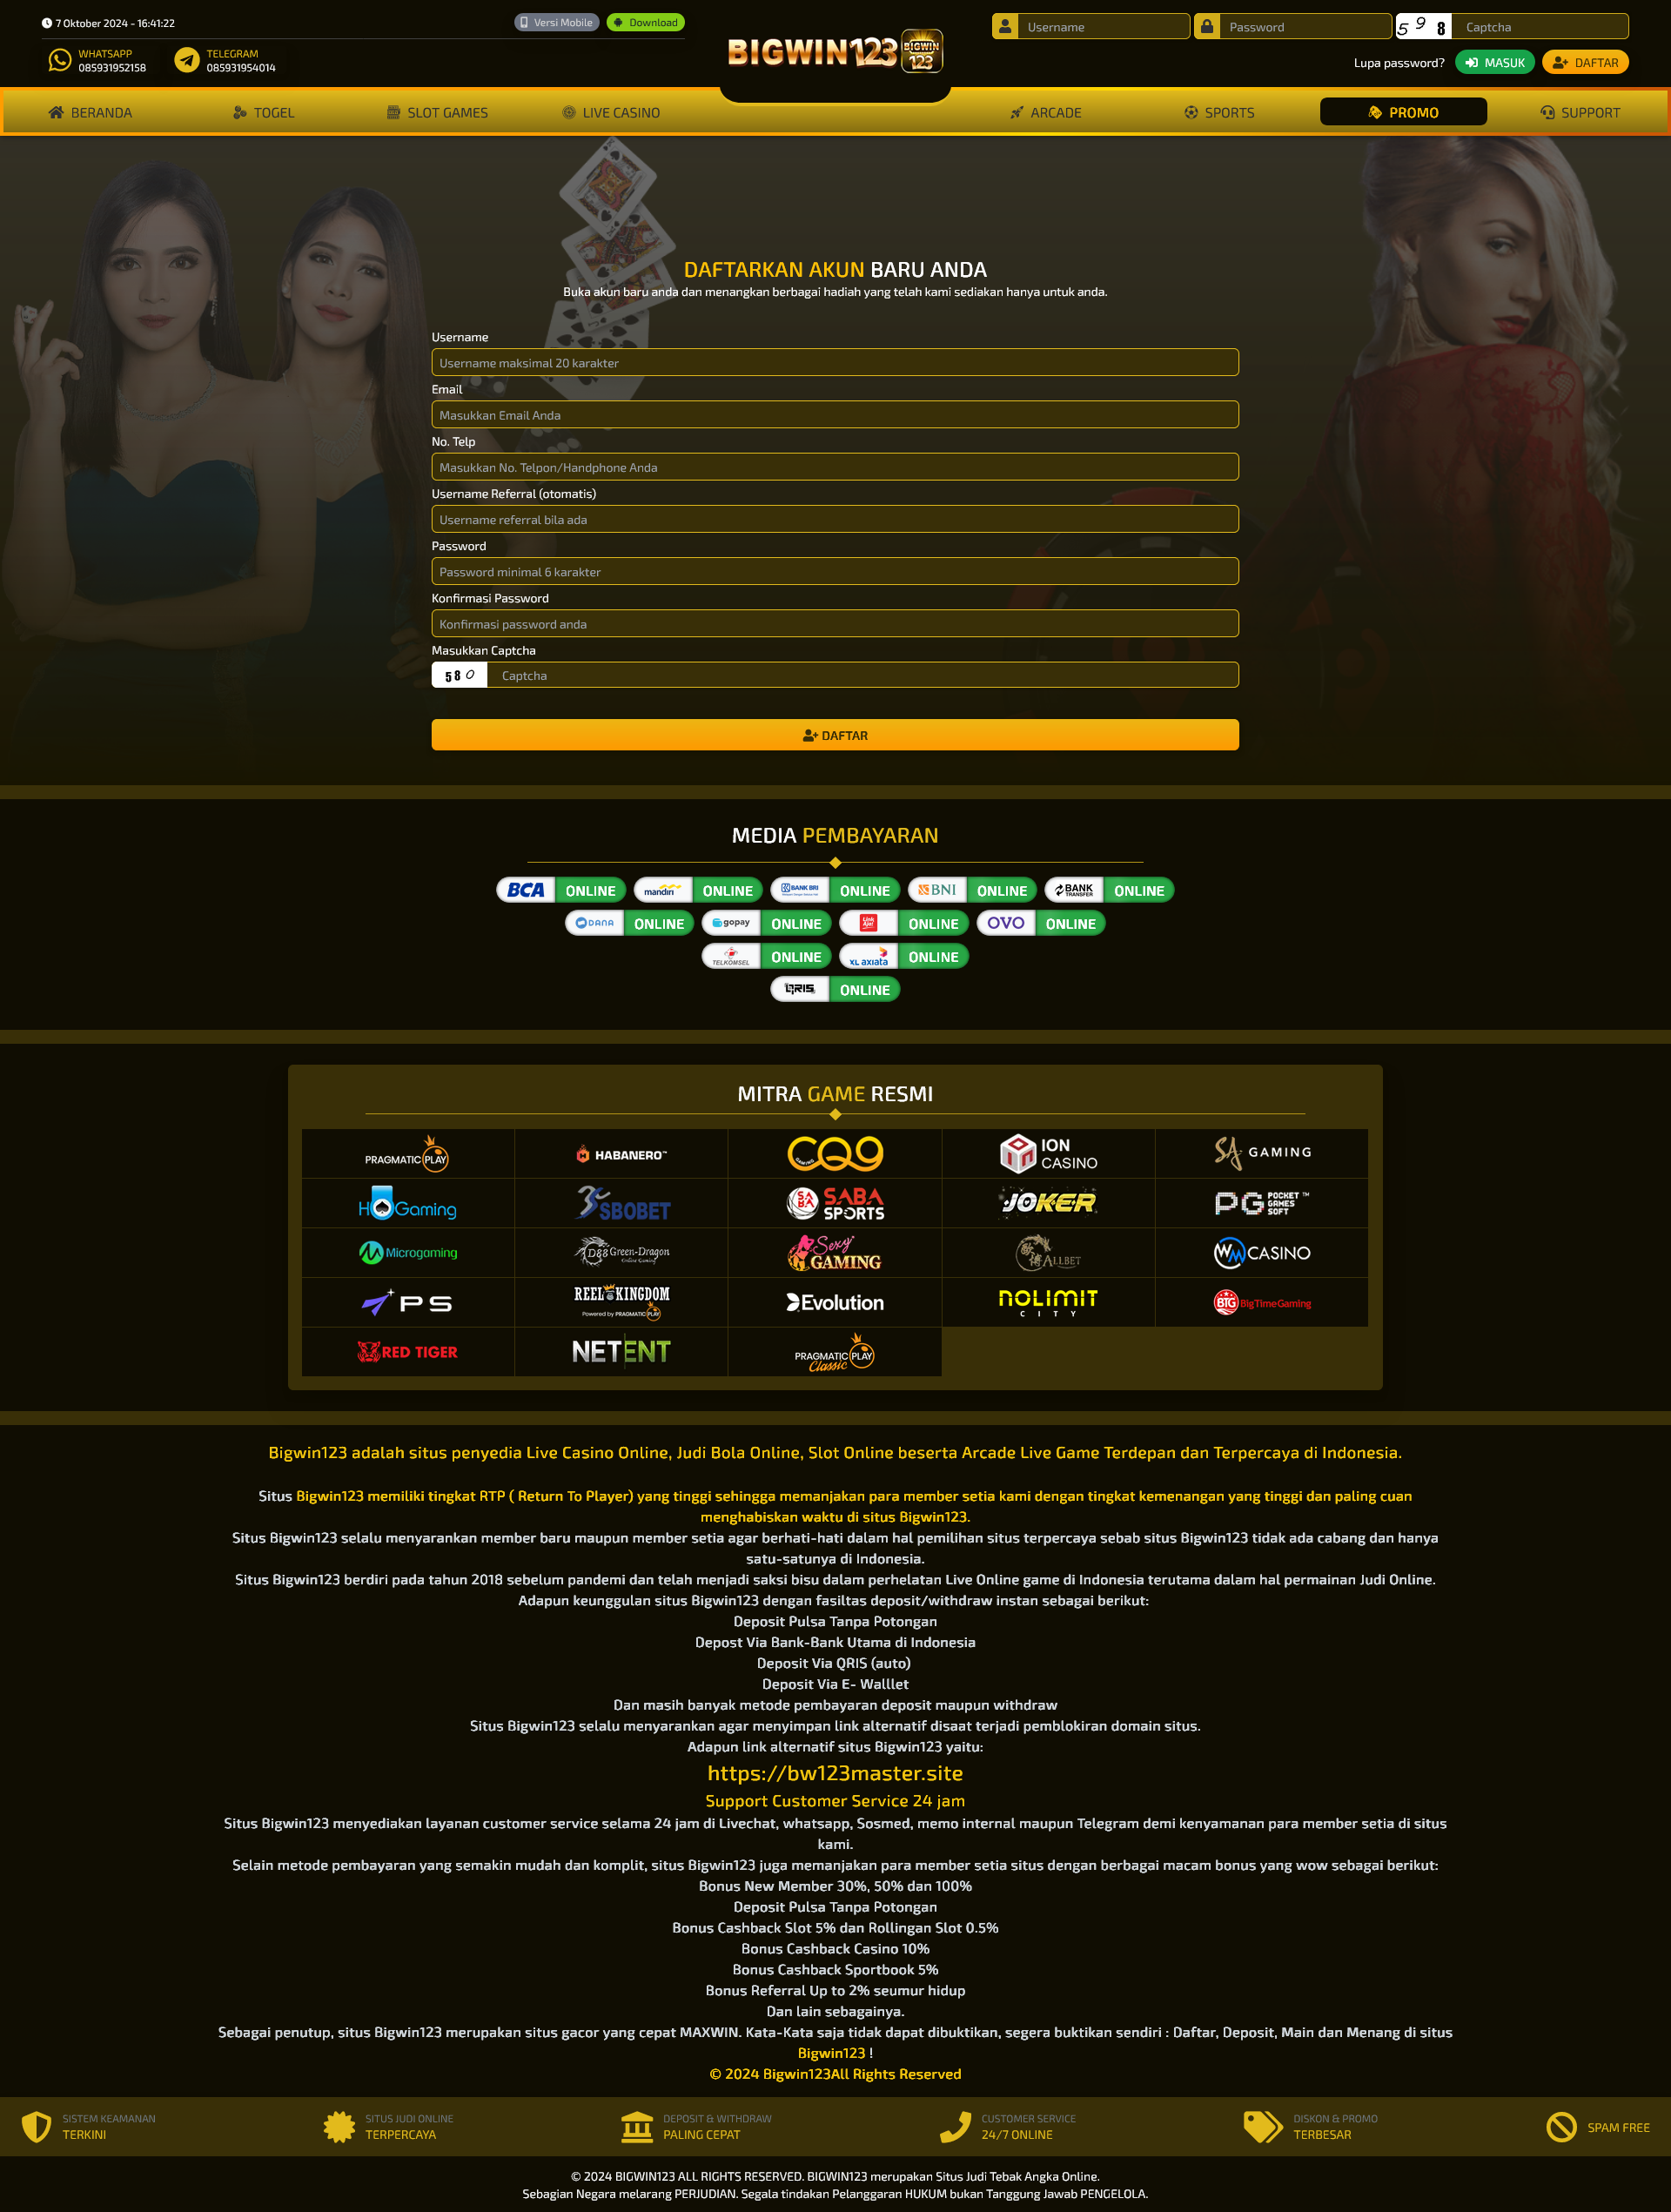 7 Oktober 2024 - 16:41:22
Versi Mobile
Download
WHATSAPP
085931952158
TELEGRAM
085931954014
BIGWIN123
BIGWIN
123
Username
Password
5 9 8
Captcha
Lupa password?
MASUK
DAFTAR
BERANDA
TOGEL
SLOT GAMES
LIVE CASINO
ARCADE
SPORTS
PROMO
SUPPORT
DAFTARKAN AKUN BARU ANDA
Buka akun baru anda dan menangkan berbagai hadiah yang telah kami sediakan hanya untuk anda.
Username
Username maksimal 20 karakter
Email
Masukkan Email Anda
No. Telp
Masukkan No. Telpon/Handphone Anda
Username Referral (otomatis)
Username referral bila ada
Password
Password minimal 6 karakter
Konfirmasi Password
Konfirmasi password anda
Masukkan Captcha
5 8 0
Captcha
DAFTAR
MEDIA PEMBAYARAN
BCA ONLINE
mandiri ONLINE
BANK BRI ONLINE
BNI ONLINE
BANK TRANSFER ONLINE
DANA ONLINE
gopay ONLINE
LinkAja! ONLINE
OVO ONLINE
TELKOMSEL ONLINE
XL axiata ONLINE
QRIS ONLINE
MITRA GAME RESMI
PRAGMATIC PLAY
HABANERO™
CQ9 GAMING
ION CASINO
SA GAMING
HOGaming
SBOBET
SABA SPORTS
JOKER
PG POCKET GAMES SOFT™
Microgaming
D88 Green-Dragon Online Gaming
Sexy GAMING
ALLBET
WM CASINO
PS
REEL KINGDOM Powered by PRAGMATIC PLAY
Evolution
NOLIMIT CITY
BTG BigTimeGaming
RED TIGER
NETENT
PRAGMATIC PLAY Classic
Bigwin123 adalah situs penyedia Live Casino Online, Judi Bola Online, Slot Online beserta Arcade Live Game Terdepan dan Terpercaya di Indonesia.
Situs Bigwin123 memiliki tingkat RTP ( Return To Player) yang tinggi sehingga memanjakan para member setia kami dengan tingkat kemenangan yang tinggi dan paling cuan
menghabiskan waktu di situs Bigwin123.
Situs Bigwin123 selalu menyarankan member baru maupun member setia agar berhati-hati dalam hal pemilihan situs terpercaya sebab situs Bigwin123 tidak ada cabang dan hanya
satu-satunya di Indonesia.
Situs Bigwin123 berdiri pada tahun 2018 sebelum pandemi dan telah menjadi saksi bisu dalam perhelatan Live Online game di Indonesia terutama dalam hal permainan Judi Online.
Adapun keunggulan situs Bigwin123 dengan fasiltas deposit/withdraw instan sebagai berikut:
Deposit Pulsa Tanpa Potongan
Depost Via Bank-Bank Utama di Indonesia
Deposit Via QRIS (auto)
Deposit Via E- Walllet
Dan masih banyak metode pembayaran deposit maupun withdraw
Situs Bigwin123 selalu menyarankan agar menyimpan link alternatif disaat terjadi pemblokiran domain situs.
Adapun link alternatif situs Bigwin123 yaitu:
https://bw123master.site
Support Customer Service 24 jam
Situs Bigwin123 menyediakan layanan customer service selama 24 jam di Livechat, whatsapp, Sosmed, memo internal maupun Telegram demi kenyamanan para member setia di situs
kami.
Selain metode pembayaran yang semakin mudah dan komplit, situs Bigwin123 juga memanjakan para member setia situs dengan berbagai macam bonus yang wow sebagai berikut:
Bonus New Member 30%, 50% dan 100%
Deposit Pulsa Tanpa Potongan
Bonus Cashback Slot 5% dan Rollingan Slot 0.5%
Bonus Cashback Casino 10%
Bonus Cashback Sportbook 5%
Bonus Referral Up to 2% seumur hidup
Dan lain sebagainya.
Sebagai penutup, situs Bigwin123 merupakan situs gacor yang cepat MAXWIN. Kata-Kata saja tidak dapat dibuktikan, segera buktikan sendiri : Daftar, Deposit, Main dan Menang di situs
Bigwin123 !
© 2024 Bigwin123All Rights Reserved
SISTEM KEAMANAN
TERKINI
SITUS JUDI ONLINE
TERPERCAYA
DEPOSIT & WITHDRAW
PALING CEPAT
CUSTOMER SERVICE
24/7 ONLINE
DISKON & PROMO
TERBESAR
SPAM FREE
© 2024 BIGWIN123 ALL RIGHTS RESERVED. BIGWIN123 merupakan Situs Judi Tebak Angka Online.
Sebagian Negara melarang PERJUDIAN. Segala tindakan Pelanggaran HUKUM bukan Tanggung Jawab PENGELOLA.